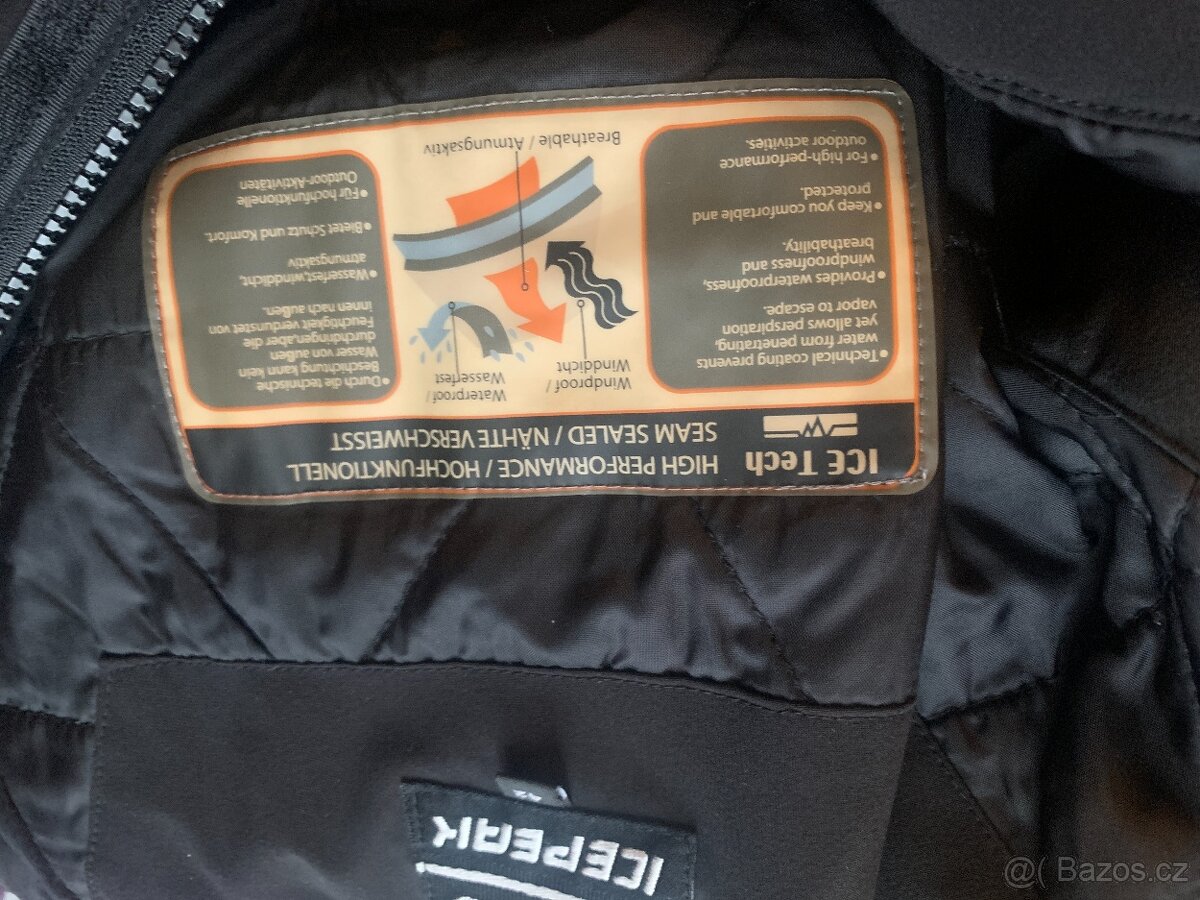 ICEPEAK
42
ICE Tech
HIGH PERFORMANCE / HOCHFUNKTIONELL
SEAM SEALED / NÄHTE VERSCHWEISST
• Technical coating prevents
water from penetrating,
yet allows perspiration
vapor to escape.
• Provides waterproofness,
windproofness and
breathability.
• Keep you comfortable and
protected.
• For high-performance
outdoor activities.
Windproof /
Winddicht
Waterproof /
Wasserfest
Breathable / Atmungsaktiv
• Durch die technische
Beschichtung kann kein
Wasser von außen
durchdringen,aber die
Feuchtigkeit verdunstet von
innen nach außen.
• Wasserfest,winddicht,
atmungsaktiv
• Bietet Schutz und Komfort.
• Für hochfunktionelle
Outdoor-Aktivitäten
@( Bazos.cz